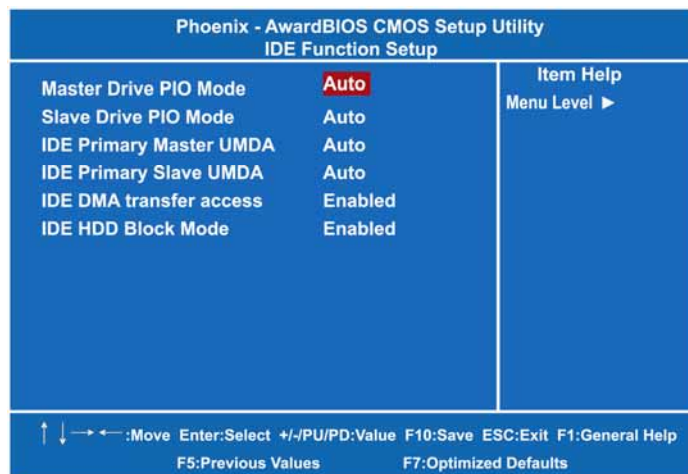 Phoenix - AwardBIOS CMOS Setup Utility
IDE Function Setup
Master Drive PIO Mode Auto
Slave Drive PIO Mode Auto
IDE Primary Master UMDA Auto
IDE Primary Slave UMDA Auto
IDE DMA transfer access Enabled
IDE HDD Block Mode Enabled
Item Help
Menu Level ►
↑ ↓ → ← :Move Enter:Select +/-/PU/PD:Value F10:Save ESC:Exit F1:General Help
F5:Previous Values F7:Optimized Defaults